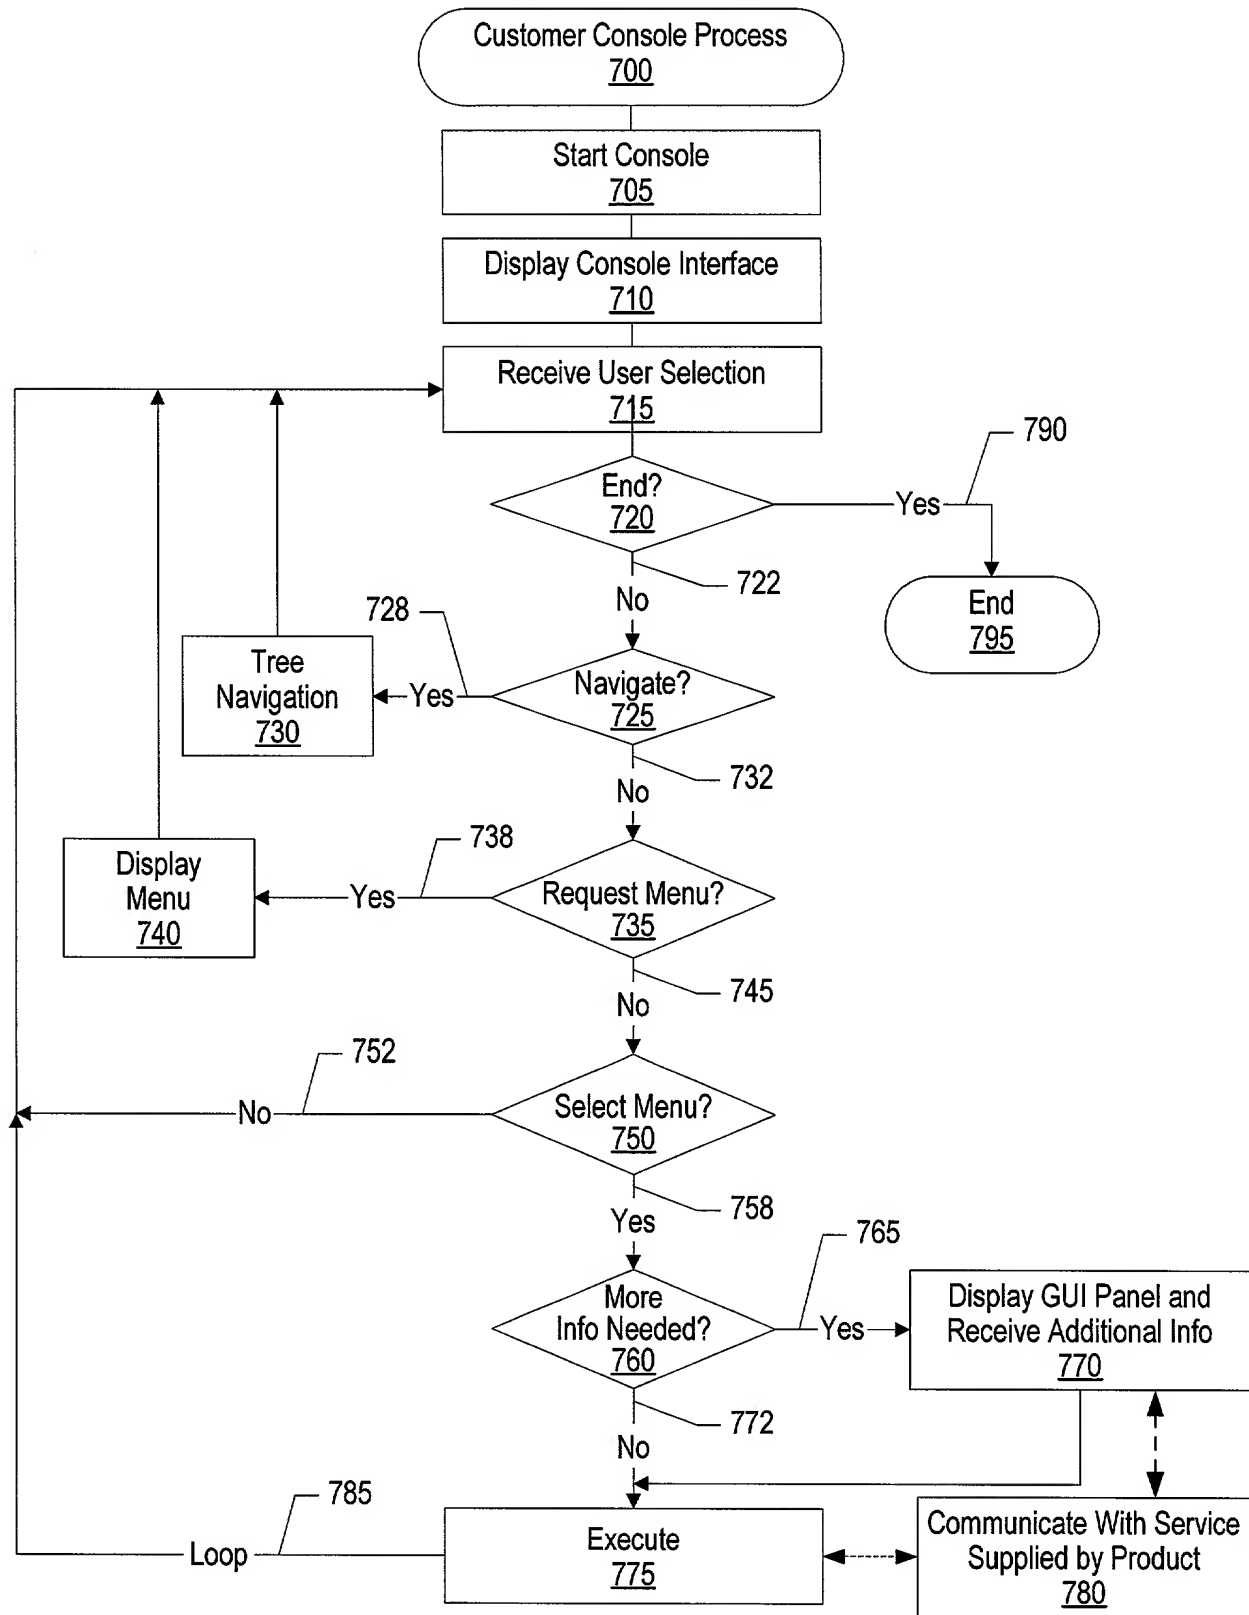 Customer Console Process
700
Start Console
705
Display Console Interface
710
Receive User Selection
715
790
End?
720
Yes
722
No
End
795
728
Tree
Navigation
730
Yes
Navigate?
725
732
No
738
Display
Menu
740
Yes
Request Menu?
735
745
No
752
No
Select Menu?
750
758
Yes
765
More
Info Needed?
760
Yes
Display GUI Panel and
Receive Additional Info
770
772
No
785
Loop
Execute
775
Communicate With Service
Supplied by Product
780